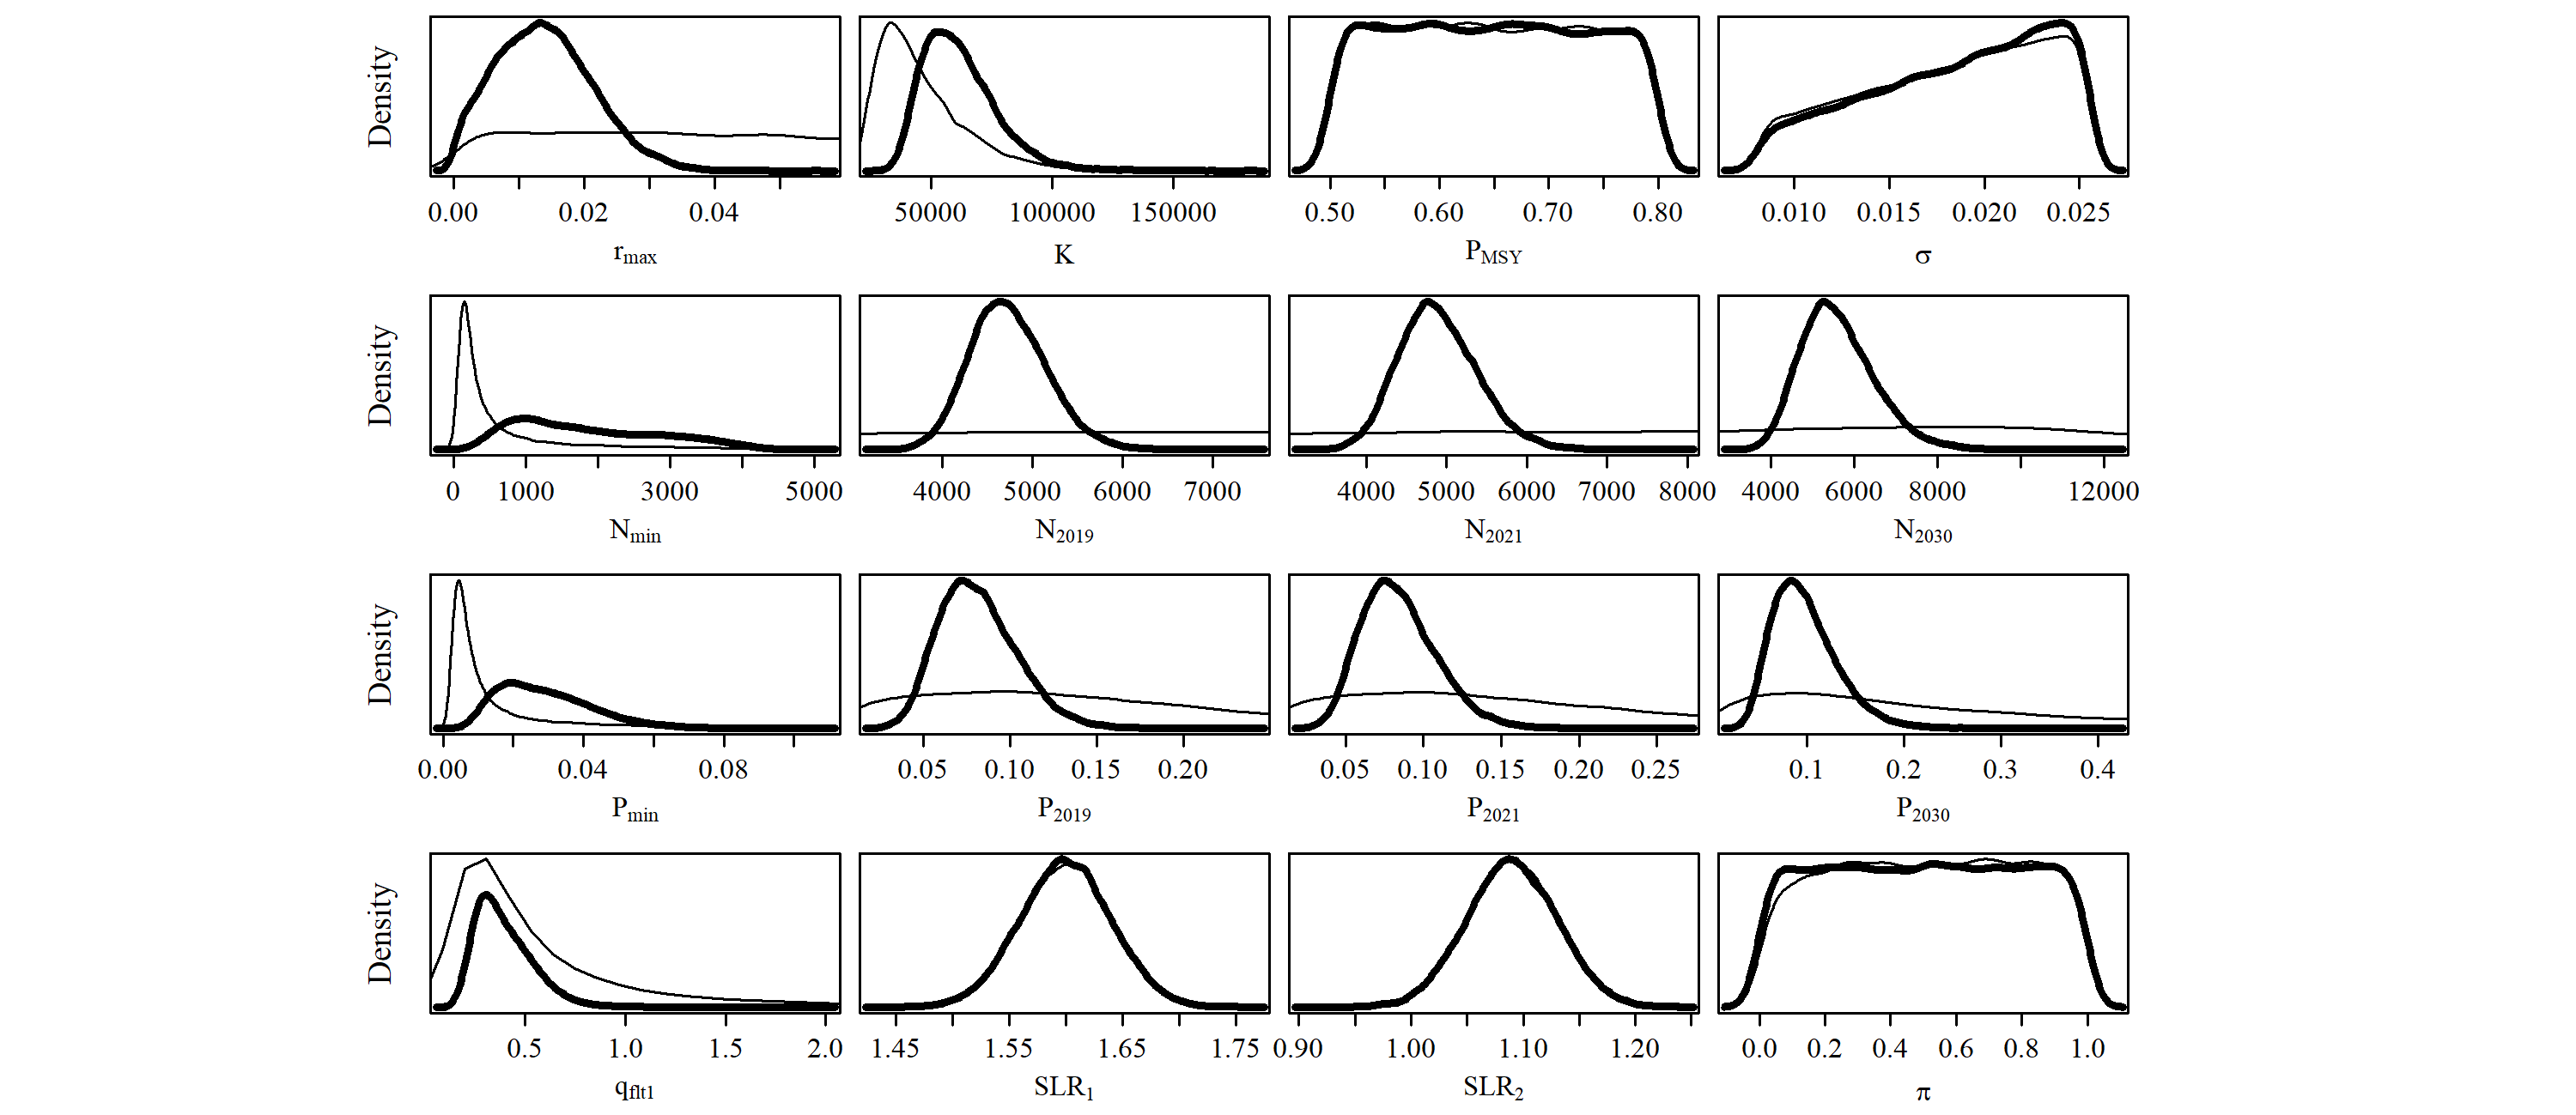 Density
0.00 0.02 0.04
r_max
50000 100000 150000
K
0.50 0.60 0.70 0.80
P_MSY
0.010 0.015 0.020 0.025
σ
Density
0 1000 3000 5000
N_min
4000 5000 6000 7000
N_2019
4000 5000 6000 7000 8000
N_2021
4000 6000 8000 12000
N_2030
Density
0.00 0.04 0.08
P_min
0.05 0.10 0.15 0.20
P_2019
0.05 0.10 0.15 0.20 0.25
P_2021
0.1 0.2 0.3 0.4
P_2030
Density
0.5 1.0 1.5 2.0
q_flt1
1.45 1.55 1.65 1.75
SLR_1
0.90 1.00 1.10 1.20
SLR_2
0.0 0.2 0.4 0.6 0.8 1.0
π